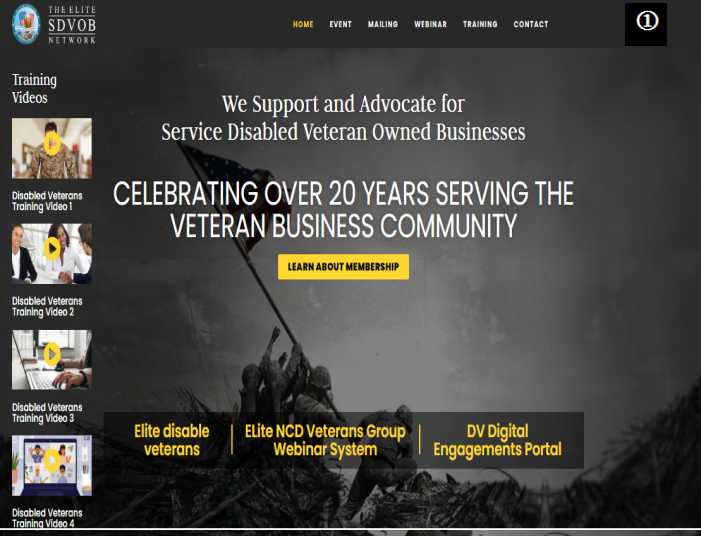 THE ELITE
SDVOB
NETWORK
HOME EVENT MAILING WEBINAR TRAINING CONTACT
①
Training
Videos
Disabled Veterans
Training Video 1
Disabled Veterans
Training Video 2
Disabled Veterans
Training Video 3
Disabled Veterans
Training Video 4
We Support and Advocate for
Service Disabled Veteran Owned Businesses
CELEBRATING OVER 20 YEARS SERVING THE
VETERAN BUSINESS COMMUNITY
LEARN ABOUT MEMBERSHIP
Elite disable
veterans
ELite NCD Veterans Group
Webinar System
DV Digital
Engagements Portal